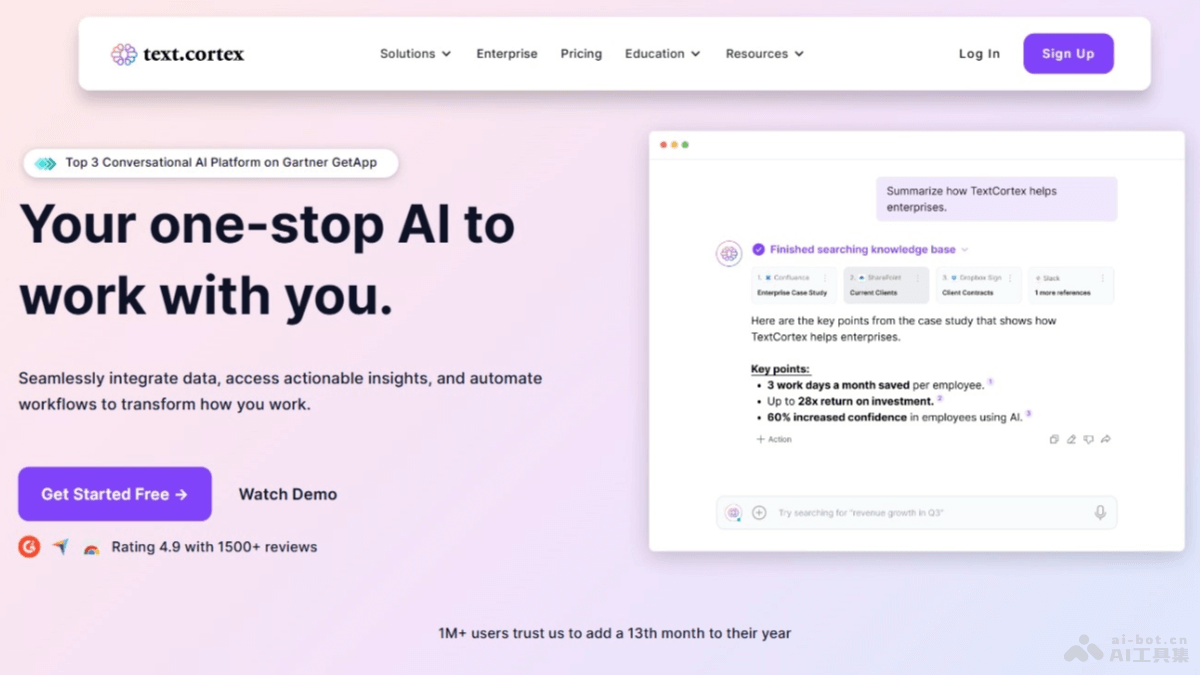 text.cortex
Solutions
Enterprise
Pricing
Education
Resources
Log In
Sign Up
Top 3 Conversational AI Platform on Gartner GetApp
Your one-stop AI to
work with you.
Seamlessly integrate data, access actionable insights, and automate
workflows to transform how you work.
Get Started Free →
Watch Demo
Rating 4.9 with 1500+ reviews
Summarize how TextCortex helps
enterprises.
Finished searching knowledge base
1. Confluence
Enterprise Case Study
2. SharePoint
Current Clients
3. Dropbox Sign
Client Contracts
Slack
1 more references
Here are the key points from the case study that shows how
TextCortex helps enterprises.
Key points:
• 3 work days a month saved per employee. 1
• Up to 28x return on investment. 2
• 60% increased confidence in employees using AI. 3
+ Action
Try searching for "revenue growth in Q3"
1M+ users trust us to add a 13th month to their year
ai-bot.cn
AI工具集